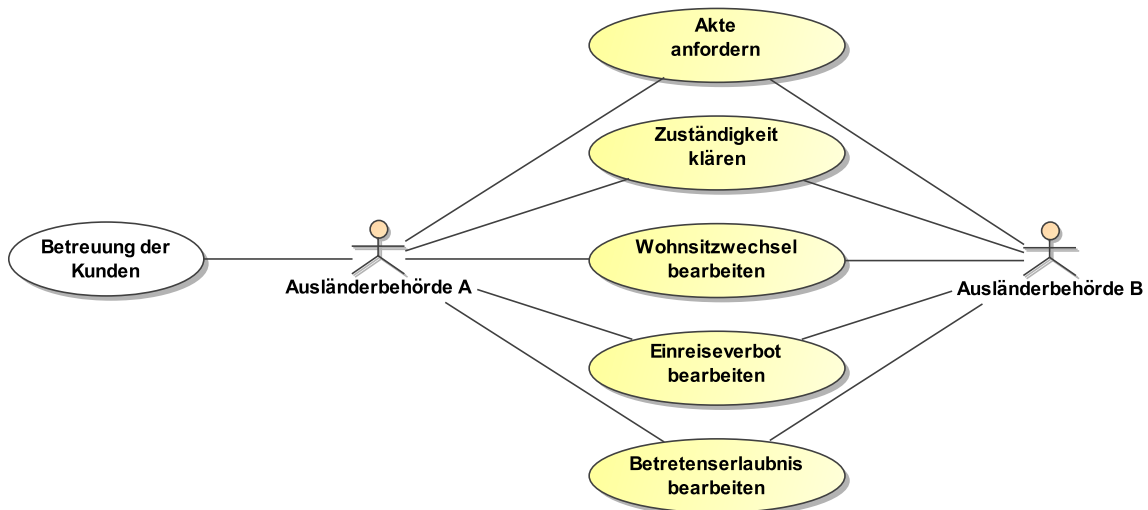 Akte
anfordern
Zuständigkeit
klären
Betreuung der
Kunden
Ausländerbehörde A
Wohnsitzwechsel
bearbeiten
Ausländerbehörde B
Einreiseverbot
bearbeiten
Betretenserlaubnis
bearbeiten